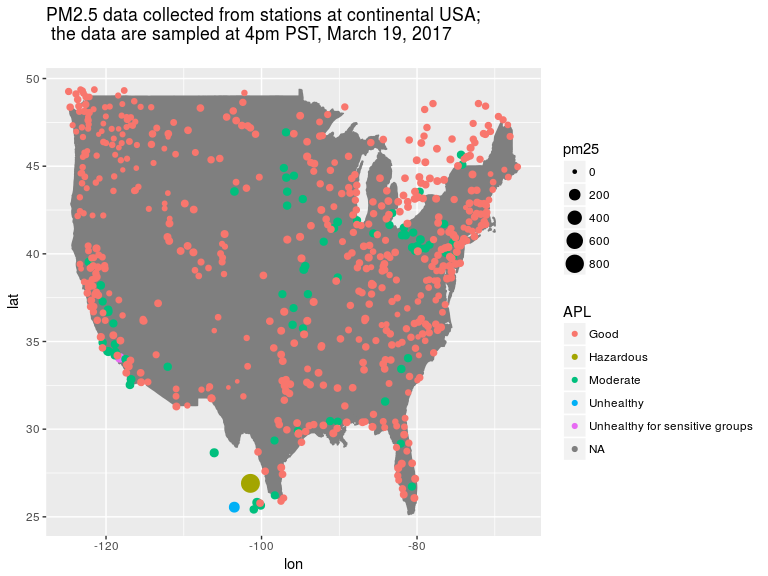 PM2.5 data collected from stations at continental USA;
the data are sampled at 4pm PST, March 19, 2017
50
45
40
35
30
25
lat
-120
-100
-80
lon
pm25
0
200
400
600
800
APL
Good
Hazardous
Moderate
Unhealthy
Unhealthy for sensitive groups
NA